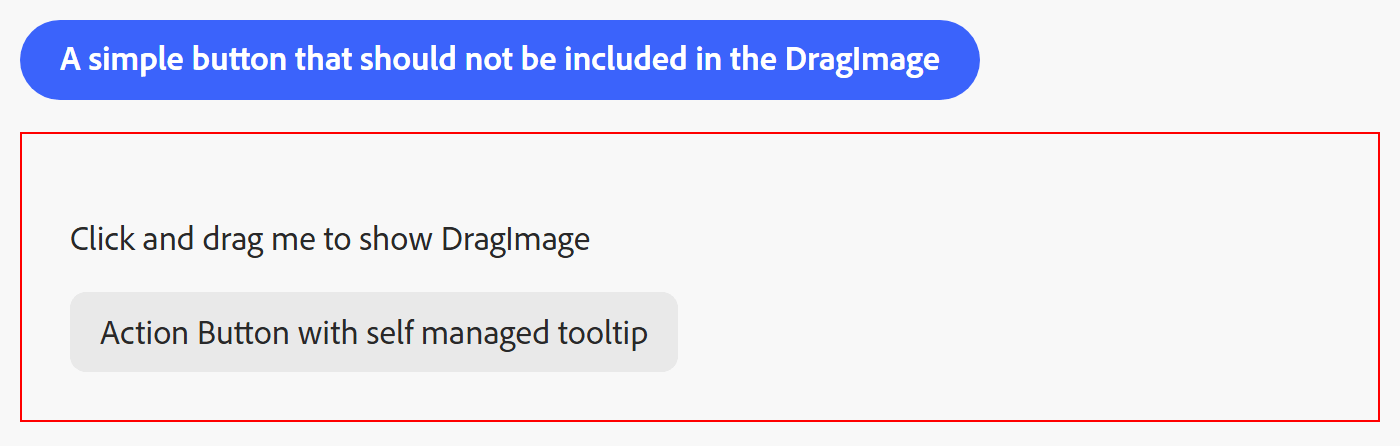 A simple button that should not be included in the DragImage
Click and drag me to show DragImage
Action Button with self managed tooltip